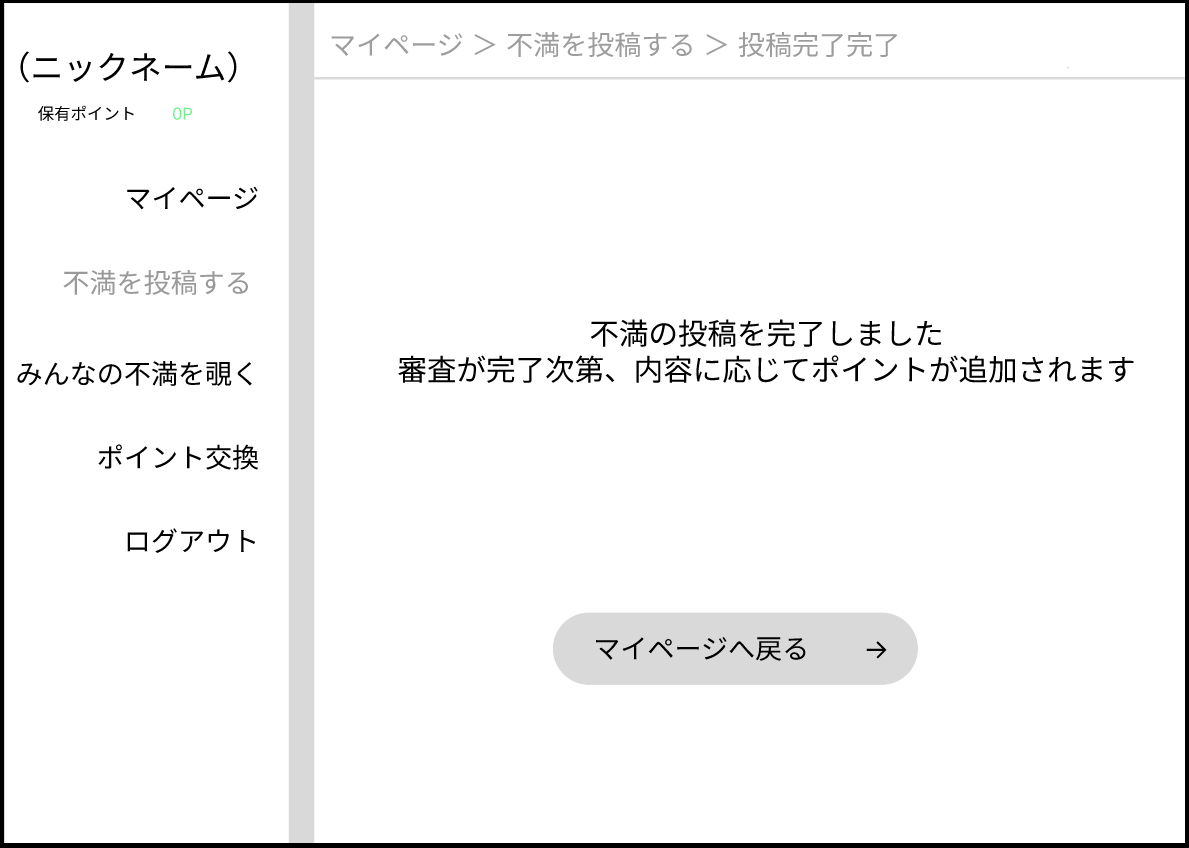 （ニックネーム）
保有ポイント 0P
マイページ
不満を投稿する
みんなの不満を覗く
ポイント交換
ログアウト
マイページ ＞ 不満を投稿する ＞ 投稿完了完了
不満の投稿を完了しました
審査が完了次第、内容に応じてポイントが追加されます
マイページへ戻る →